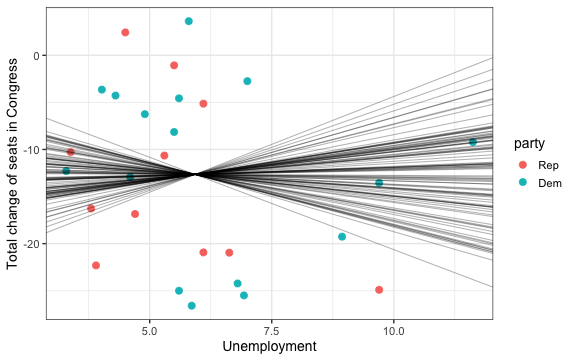 0
-10
-20
Total change of seats in Congress
5.0
7.5
10.0
Unemployment
party
Rep
Dem